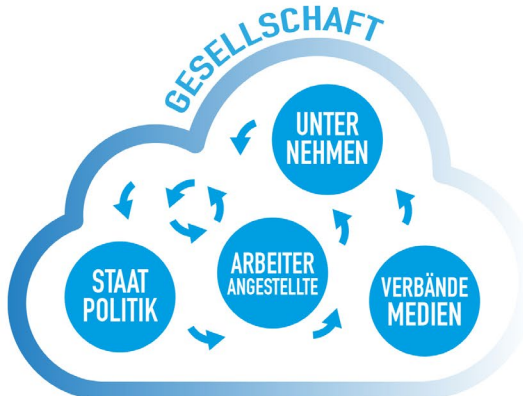 GESELLSCHAFT
UNTER
NEHMEN
STAAT
POLITIK
ARBEITER
ANGESTELLTE
VERBÄNDE
MEDIEN